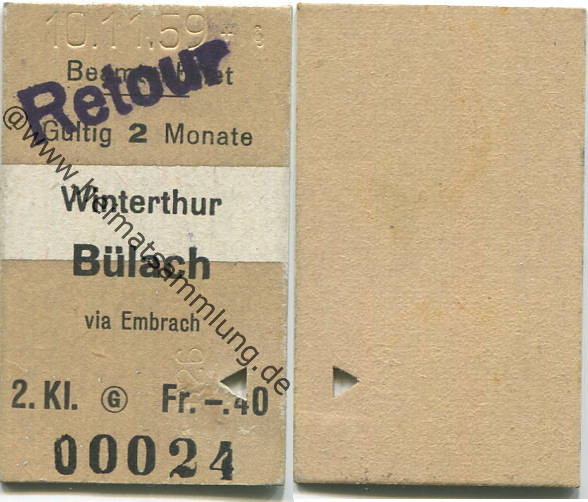 10.11.59
Retour
Beamtenbillet
Gültig 2 Monate
Winterthur
Bülach
via Embrach
2. Kl. G Fr. -.40
00024
@www.heimatsammlung.de